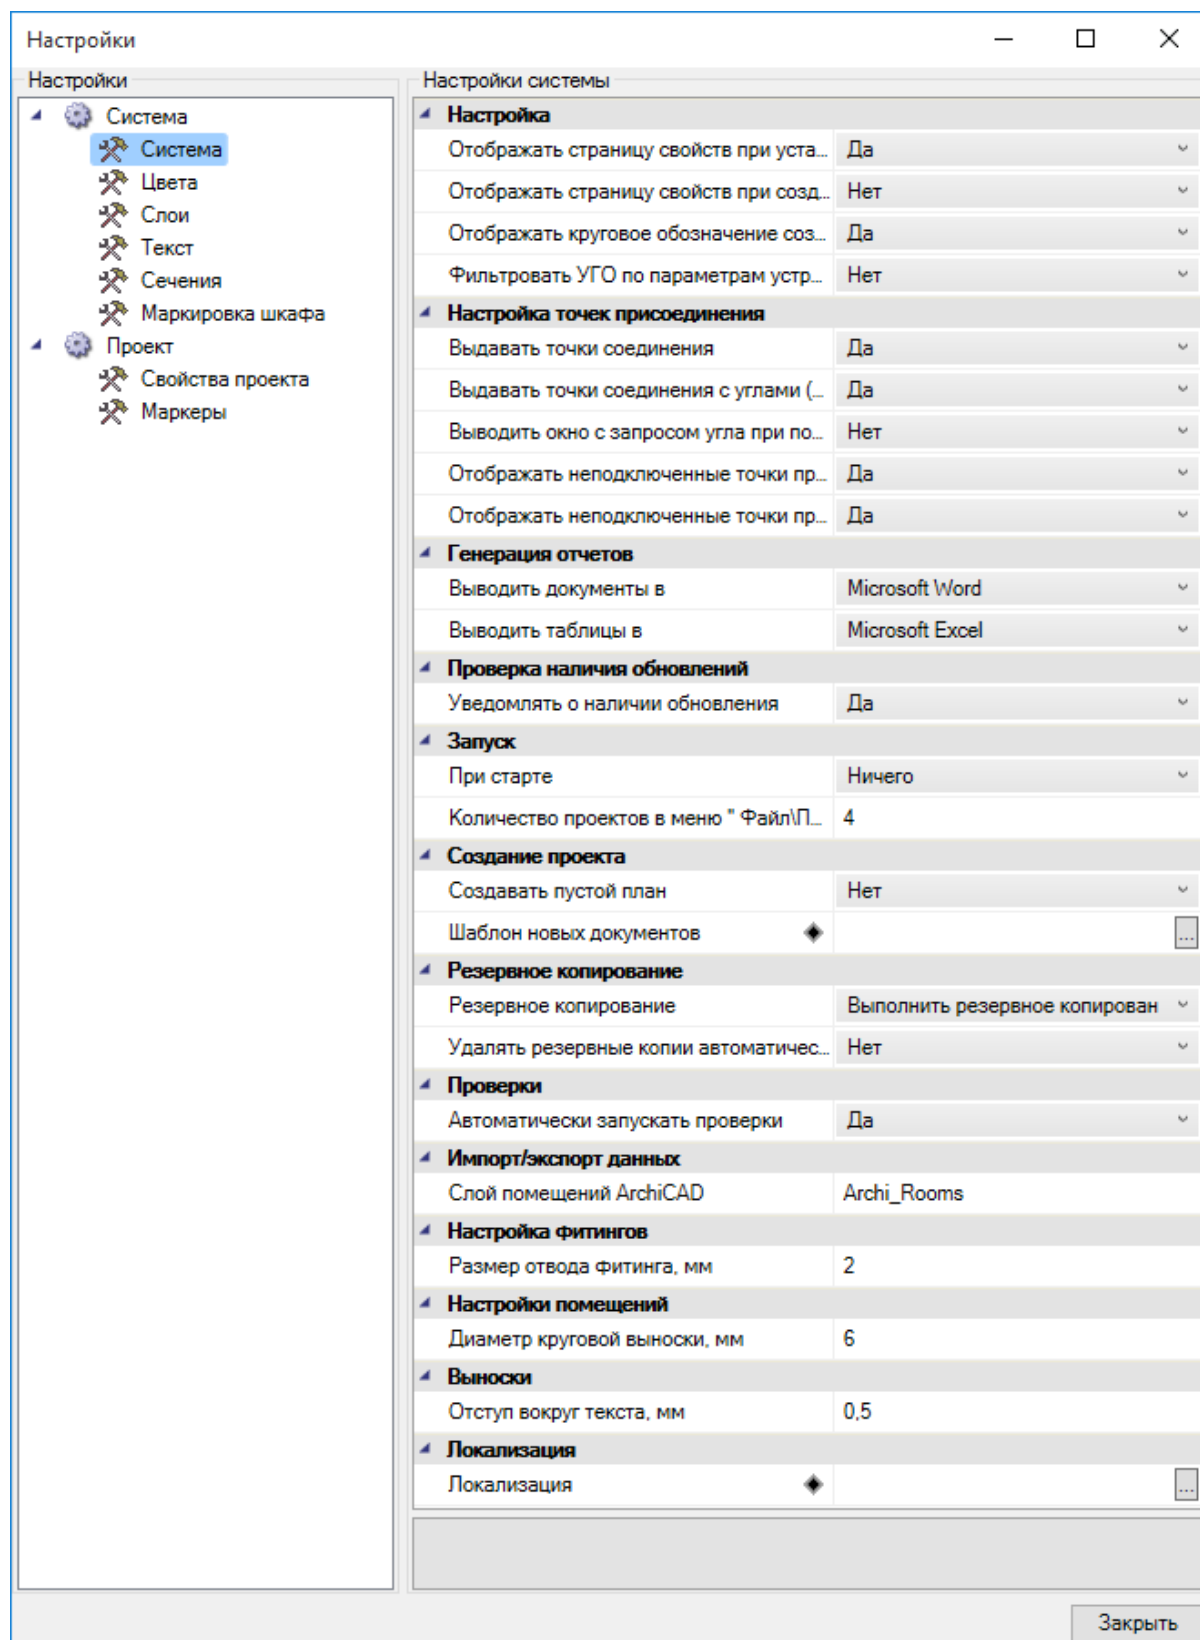 Настройки
Настройки
Система
Система
Цвета
Слои
Текст
Сечения
Маркировка шкафа
Проект
Свойства проекта
Маркеры
Настройки системы
Настройка
Отображать страницу свойств при уста... Да
Отображать страницу свойств при созд... Нет
Отображать круговое обозначение соз... Да
Фильтровать УГО по параметрам устр... Нет
Настройка точек присоединения
Выдавать точки соединения Да
Выдавать точки соединения с углами (... Да
Выводить окно с запросом угла при по... Нет
Отображать неподключенные точки пр... Да
Отображать неподключенные точки пр... Да
Генерация отчетов
Выводить документы в Microsoft Word
Выводить таблицы в Microsoft Excel
Проверка наличия обновлений
Уведомлять о наличии обновления Да
Запуск
При старте Ничего
Количество проектов в меню " Файл\П... 4
Создание проекта
Создавать пустой план Нет
Шаблон новых документов ...
Резервное копирование
Резервное копирование Выполнить резервное копирован
Удалять резервные копии автоматичес... Нет
Проверки
Автоматически запускать проверки Да
Импорт/экспорт данных
Слой помещений ArchiCAD Archi_Rooms
Настройка фитингов
Размер отвода фитинга, мм 2
Настройки помещений
Диаметр круговой выноски, мм 6
Выноски
Отступ вокруг текста, мм 0,5
Локализация
Локализация ...
Закрыть